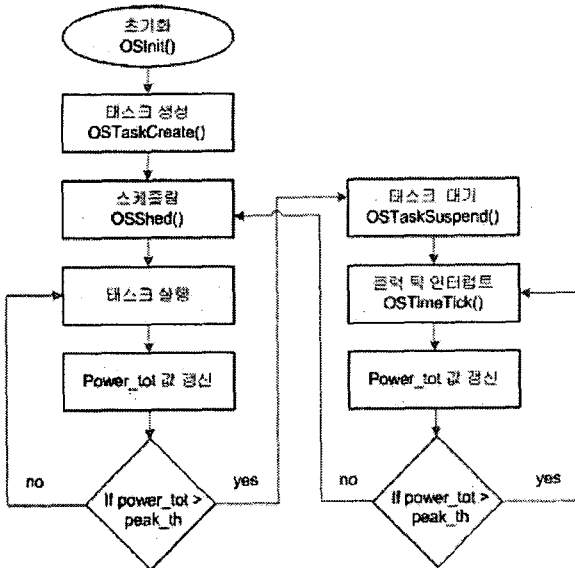 초기화
OSInit()
태스크 생성
OSTaskCreate()
스케줄링
OSShed()
태스크 실행
Power_tot 값 갱신
If power_tot >
peak_th
no
yes
태스크 대기
OSTaskSuspend()
클럭 틱 인터럽트
OSTimeTick()
Power_tot 값 갱신
If power_tot >
peak_th
no
yes